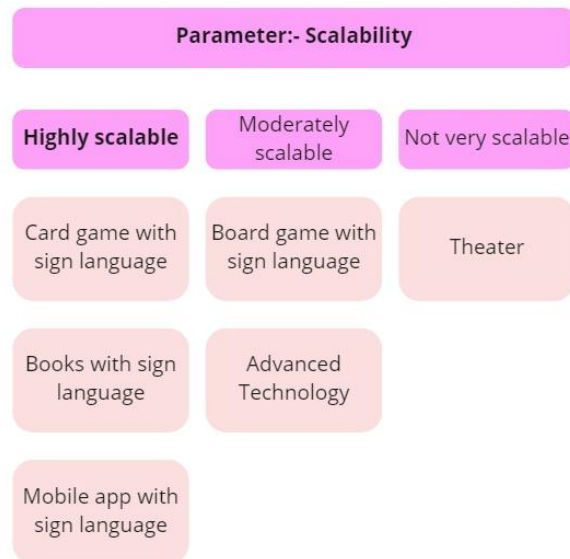 Parameter:- Scalability
Highly scalable
Moderately
scalable
Not very scalable
Card game with
sign language
Board game with
sign language
Theater
Books with sign
language
Advanced
Technology
Mobile app with
sign language